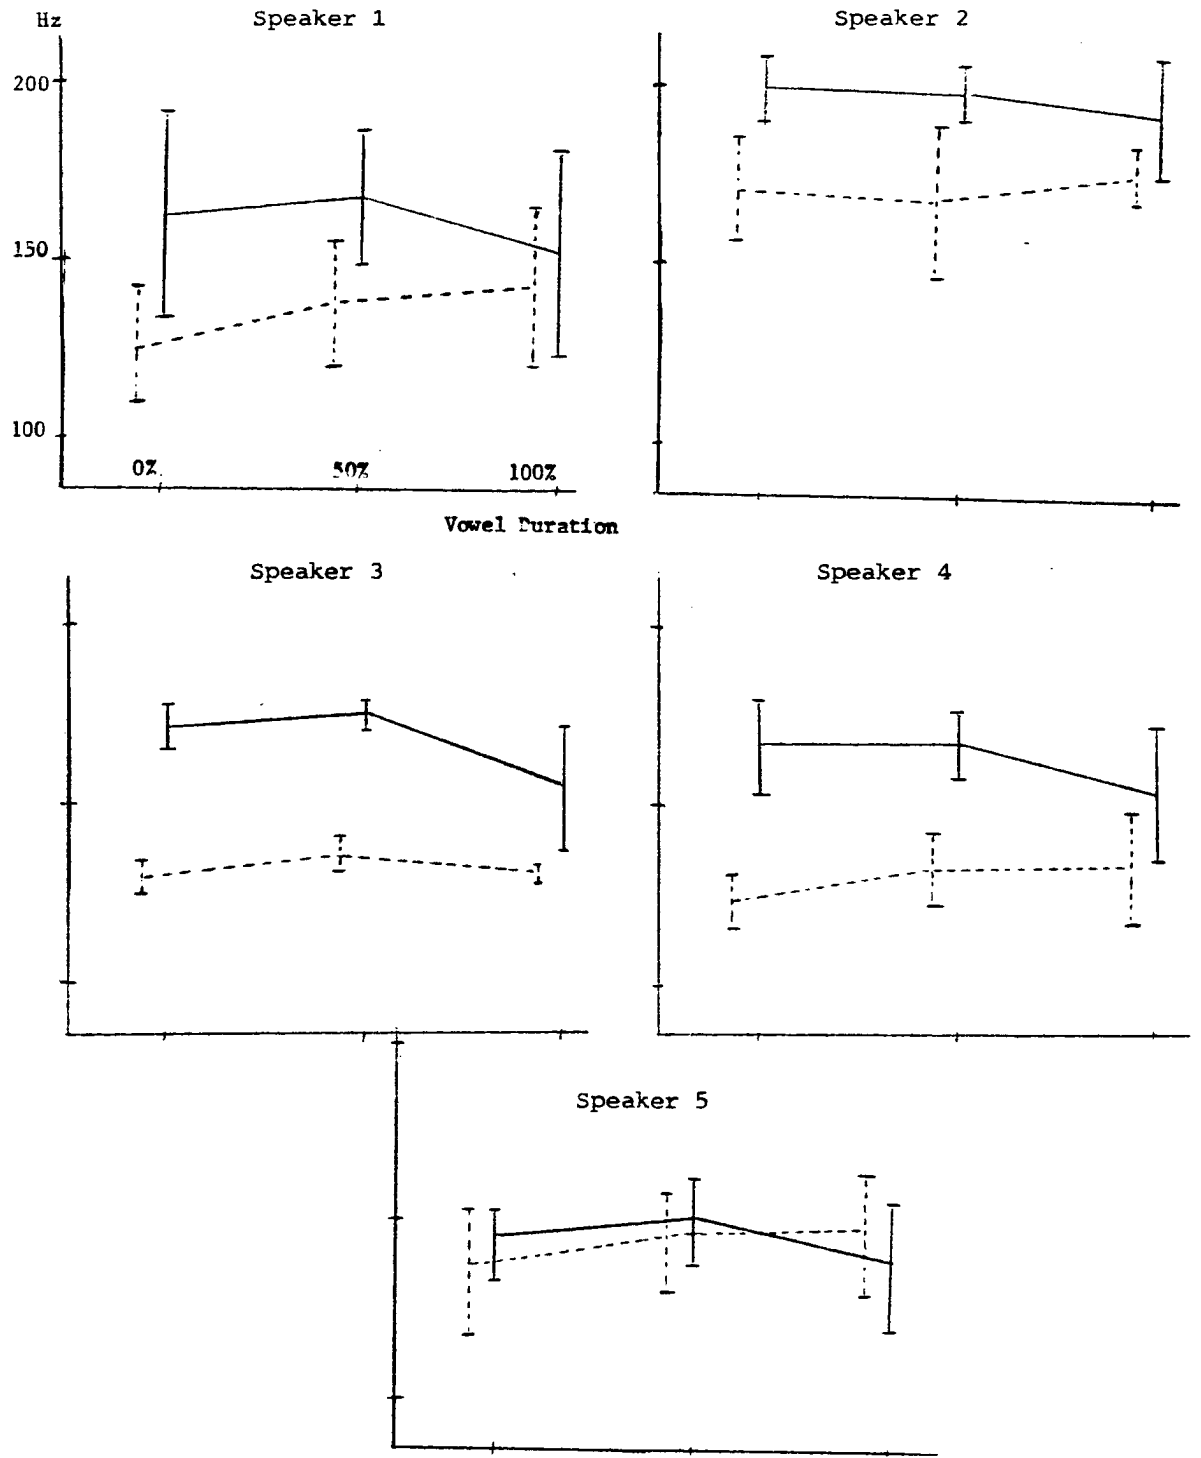 Hz
Speaker 1
Speaker 2
200
150
100
0%
50%
100%
Vowel Duration
Speaker 3
Speaker 4
Speaker 5